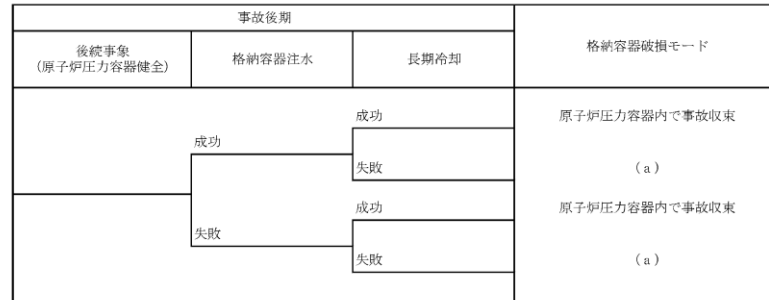 事故後期
後続事象
(原子炉圧力容器健全)
格納容器注水
長期冷却
格納容器破損モード
成功
原子炉圧力容器内で事故収束
成功
失敗
(a)
成功
原子炉圧力容器内で事故収束
失敗
失敗
(a)